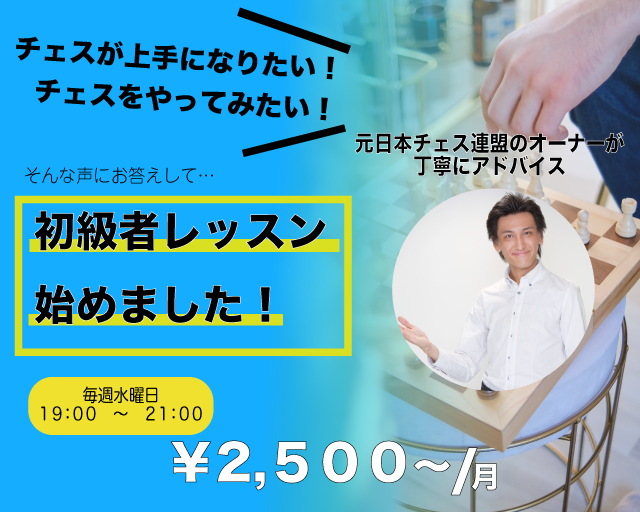 チェスが上手になりたい！
チェスをやってみたい！
元日本チェス連盟のオーナーが
丁寧にアドバイス
そんな声にお答えして…
初級者レッスン
始めました！
毎週水曜日
19:00　～　21:00
￥2,５００～/月